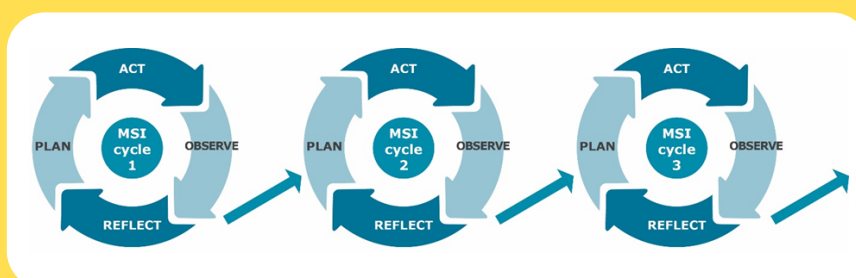 ACT
PLAN
MSI
cycle
1
OBSERVE
REFLECT
ACT
PLAN
MSI
cycle
2
OBSERVE
REFLECT
ACT
PLAN
MSI
cycle
3
OBSERVE
REFLECT